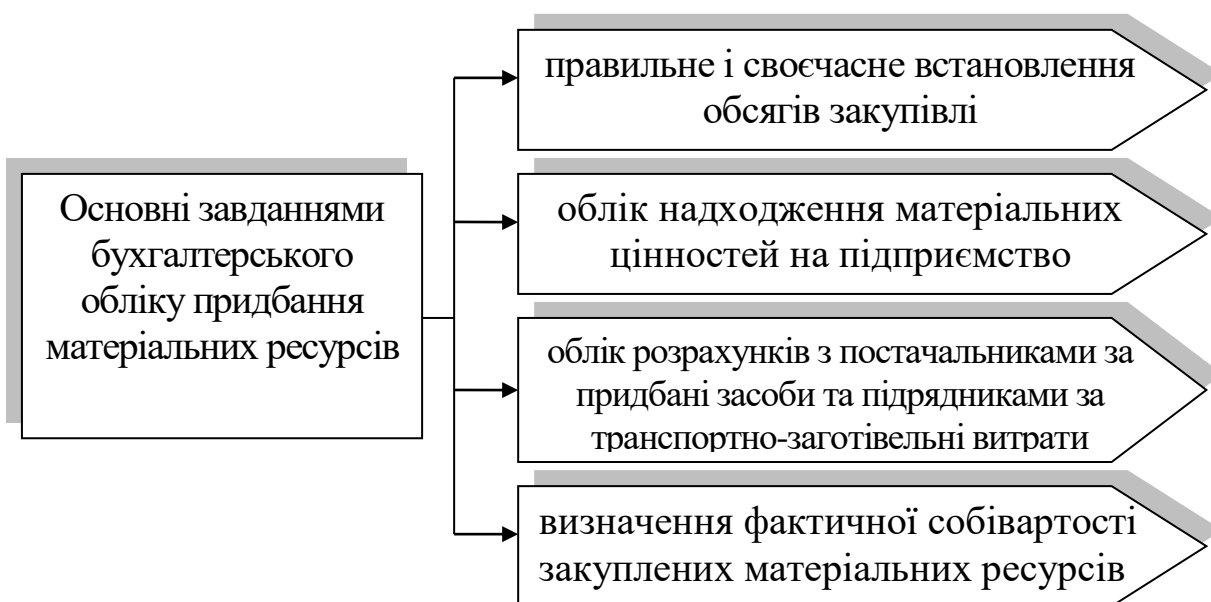 Основні завданнями
бухгалтерського
обліку придбання
матеріальних ресурсів
правильне і своєчасне встановлення
обсягів закупівлі
облік надходження матеріальних
цінностей на підприємство
облік розрахунків з постачальниками за
придбані засоби та підрядниками за
транспортно-заготівельні витрати
визначення фактичної собівартості
закуплених матеріальних ресурсів